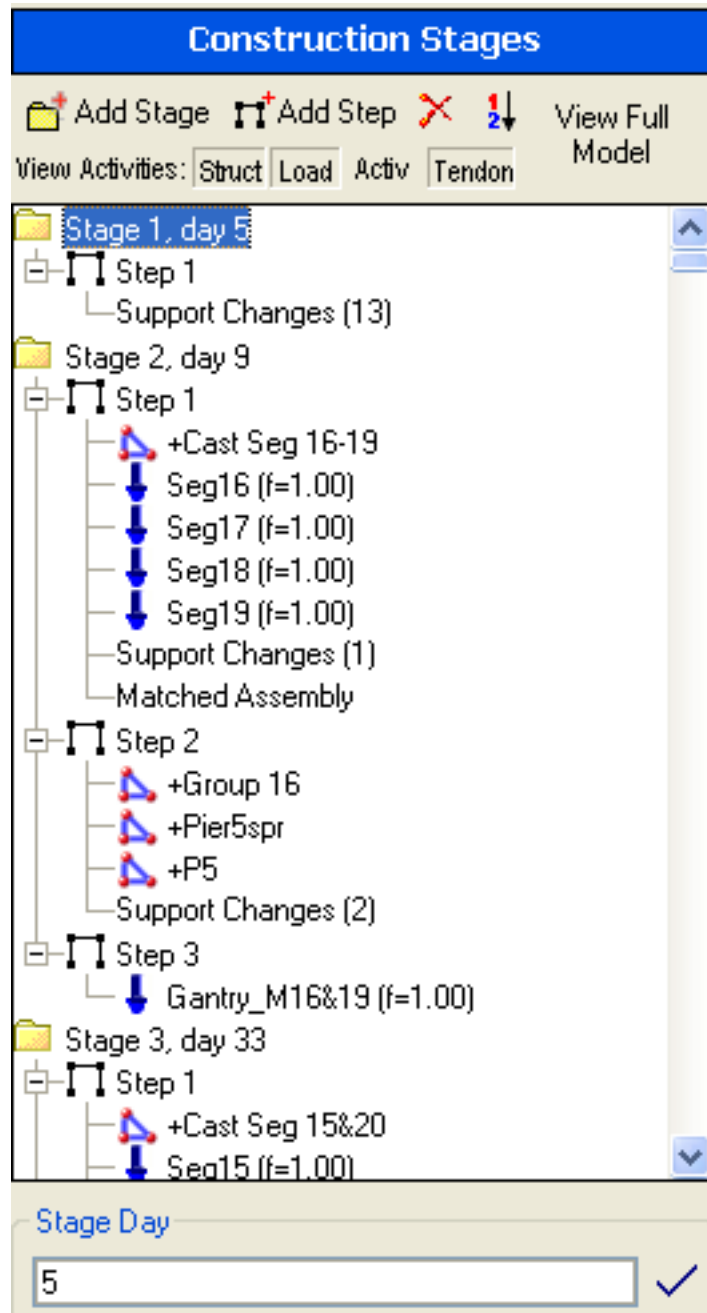 Construction Stages
Add Stage Add Step 1 2 View Full
Model
View Activities: Struct Load Activ Tendon
Stage 1, day 5
Step 1
Support Changes (13)
Stage 2, day 9
Step 1
+Cast Seg 16-19
Seg16 (f=1.00)
Seg17 (f=1.00)
Seg18 (f=1.00)
Seg19 (f=1.00)
Support Changes (1)
Matched Assembly
Step 2
+Group 16
+Pier5spr
+P5
Support Changes (2)
Step 3
Gantry_M16&19 (f=1.00)
Stage 3, day 33
Step 1
+Cast Seg 15&20
Seg15 (f=1.00)
Stage Day
5